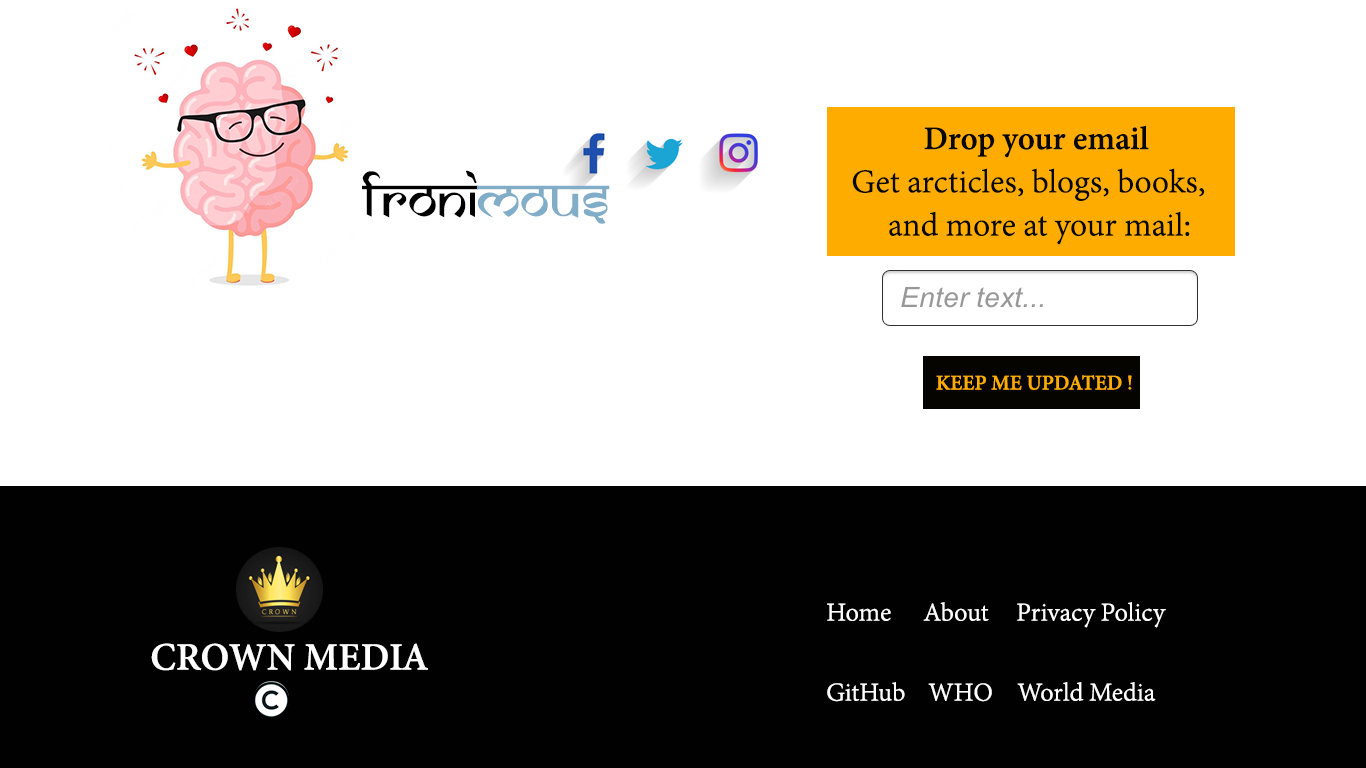 fronimous
Drop your email
Get arcticles, blogs, books,
and more at your mail:
Enter text...
KEEP ME UPDATED !
CROWN
CROWN MEDIA
©
Home About Privacy Policy
GitHub WHO World Media